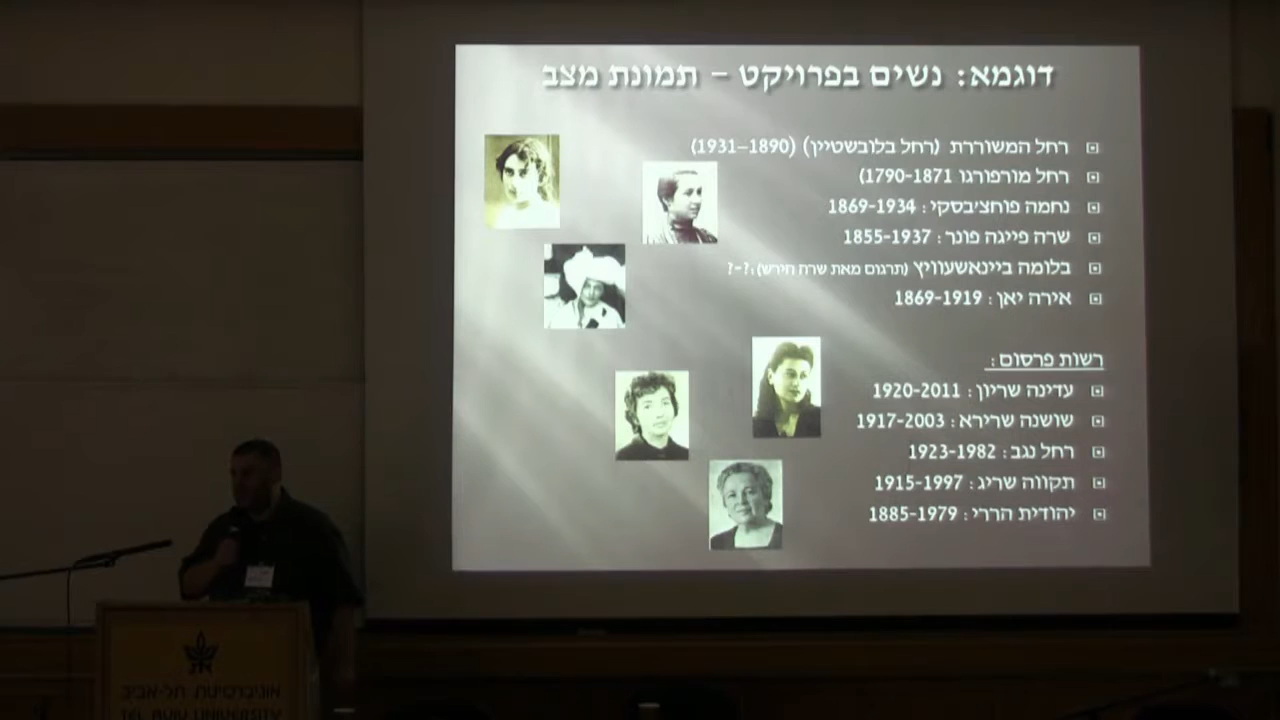 דוגמא: נשים בפרויקט – תמונת מצב
רחל המשוררת (רחל בלובשטיין) (1890–1931)
רחל מורפורגו 1790-1871)
נחמה פוחצ'בסקי: 1869-1934
שרה פייגה פונר: 1855-1937
בלומה ביינאשעוויץ (תרגום מאת שרה הירש): ?-?
אירה יאן: 1869-1919
רשות פרסום:
עדינה שריון: 1920-2011
שושנה שרירא: 1917-2003
רחל נגב: 1923-1982
תקווה שריג: 1915-1997
יהודית הררי: 1885-1979
אוניברסיטת תל-אביב
TEL AVIV UNIVERSITY